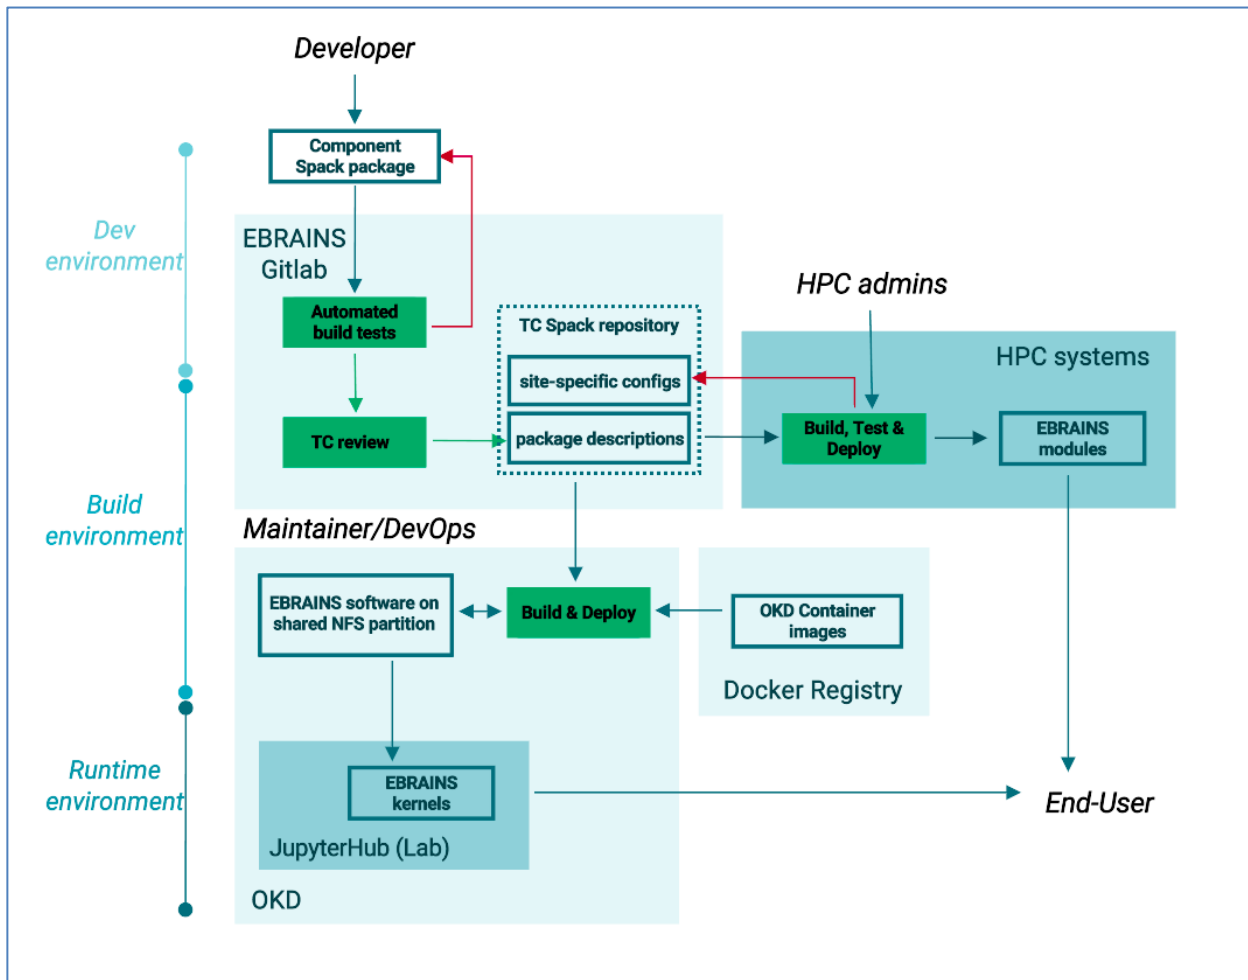 Developer
Component
Spack package
Dev
environment
EBRAINS
Gitlab
Automated
build tests
TC Spack repository
HPC admins
HPC systems
site-specific configs
TC review
package descriptions
Build, Test &
Deploy
EBRAINS
modules
Build
environment
Maintainer/DevOps
EBRAINS software on
shared NFS partition
Build & Deploy
OKD Container
images
Docker Registry
Runtime
environment
EBRAINS
kernels
JupyterHub (Lab)
End-User
OKD